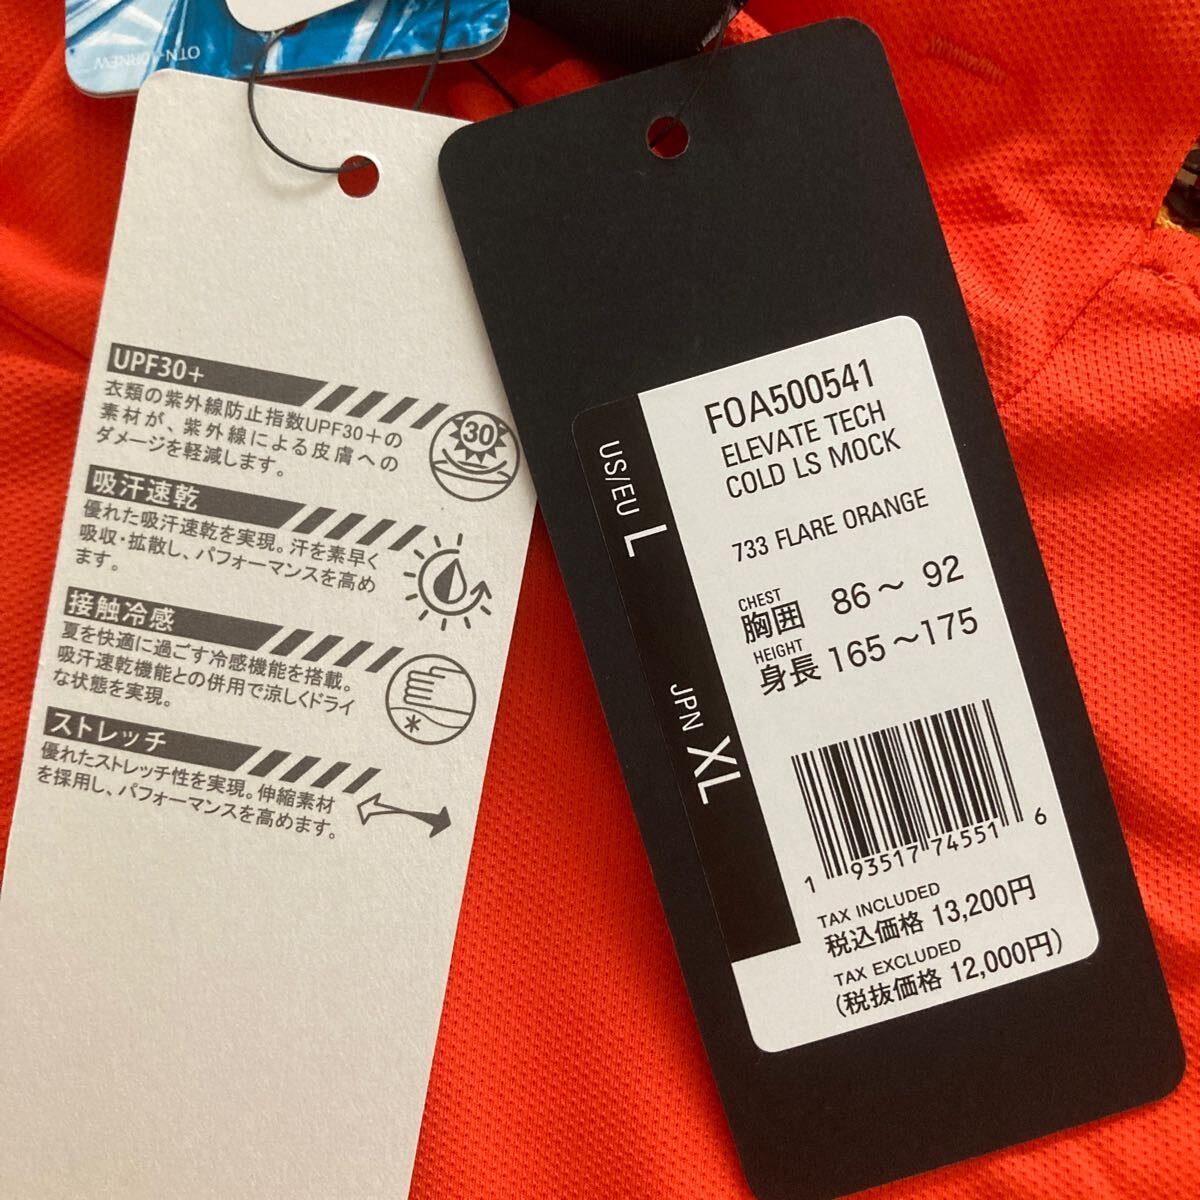 OTN-10RNEW
UPF30+
衣類の紫外線防止指数UPF30+の
素材が、紫外線による皮膚への
ダメージを軽減します。
30
吸汗速乾
優れた吸汗速乾を実現。汗を素早く
吸収・拡散し、パフォーマンスを高め
ます。
接触冷感
夏を快適に過ごす冷感機能を搭載。
吸汗速乾機能との併用で涼しくドライ
な状態を実現。
ストレッチ
優れたストレッチ性を実現。伸縮素材
を採用し、パフォーマンスを高めます。
US/EU L
JPN XL
FOA500541
ELEVATE TECH
COLD LS MOCK
733 FLARE ORANGE
CHEST
胸囲 86～ 92
HEIGHT
身長 165～175
1 93517 74551 6
TAX INCLUDED
税込価格 13,200円
TAX EXCLUDED
(税抜価格 12,000円)